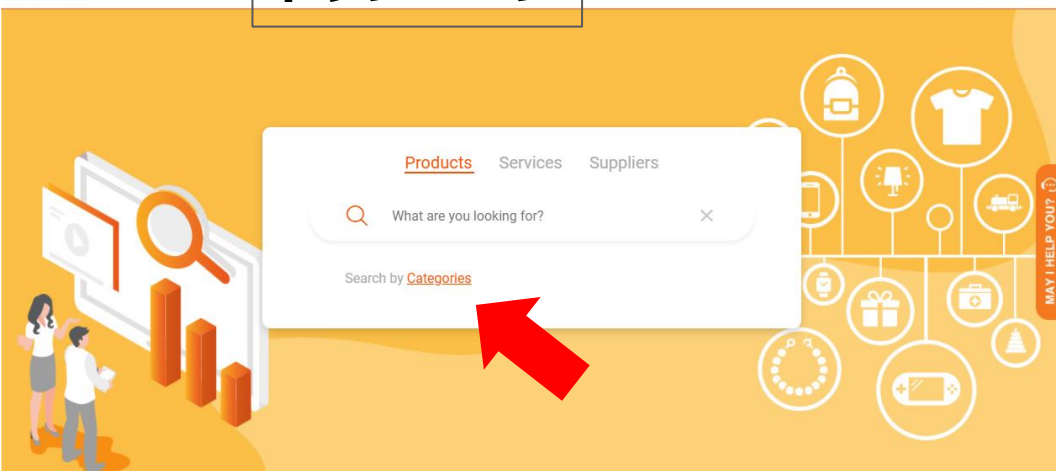 Products Services Suppliers
What are you looking for?
Search by Categories
MAY I HELP YOU?